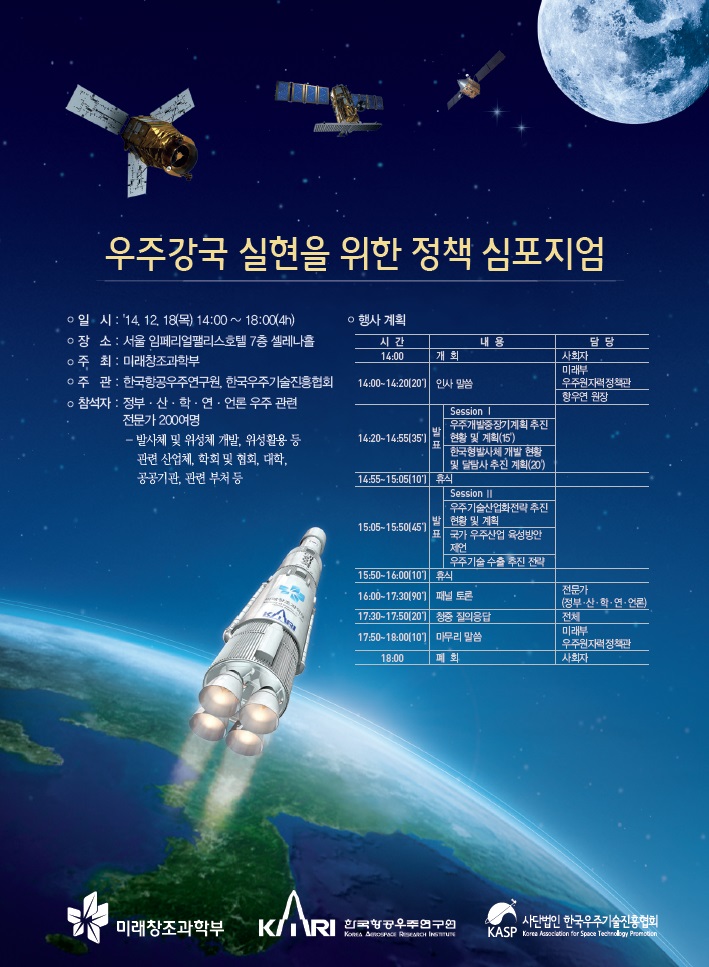 우주강국 실현을 위한 정책 심포지엄
○ 일 시 : '14. 12. 18(목) 14:00 ~ 18:00(4h)
○ 장 소 : 서울 임페리얼팰리스호텔 7층 셀레나홀
○ 주 최 : 미래창조과학부
○ 주 관 : 한국항공우주연구원, 한국우주기술진흥협회
○ 참석자 : 정부·산·학·연·언론 우주 관련
전문가 200여명
- 발사체 및 위성체 개발, 위성활용 등
관련 산업체, 학회 및 협회, 대학,
공공기관, 관련 부처 등
○ 행사 계획
시 간 내 용 담 당
14:00 개 회 사회자
14:00~14:20(20') 인사 말씀 미래부
우주원자력정책관
항우연 원장
14:20~14:55(35') 발표 Session Ⅰ
우주개발중장기계획 추진
현황 및 계획(15')
한국형발사체 개발 현황
및 달탐사 추진 계획(20')
14:55~15:05(10') 휴식
15:05~15:50(45') 발표 Session Ⅱ
우주기술산업화전략 추진
현황 및 계획
국가 우주산업 육성방안
제언
우주기술 수출 추진 전략
15:50~16:00(10') 휴식
16:00~17:30(90') 패널 토론 전문가
(정부·산·학·연·언론)
17:30~17:50(20') 청중 질의응답 전체
17:50~18:00(10') 마무리 말씀 미래부
우주원자력정책관
18:00 폐 회 사회자
미래창조과학부
KARI
미래창조과학부
KARI 한국항공우주연구원
KOREA AEROSPACE RESEARCH INSTITUTE
KASP 사단법인 한국우주기술진흥협회
Korea Association for Space Technology Promotion